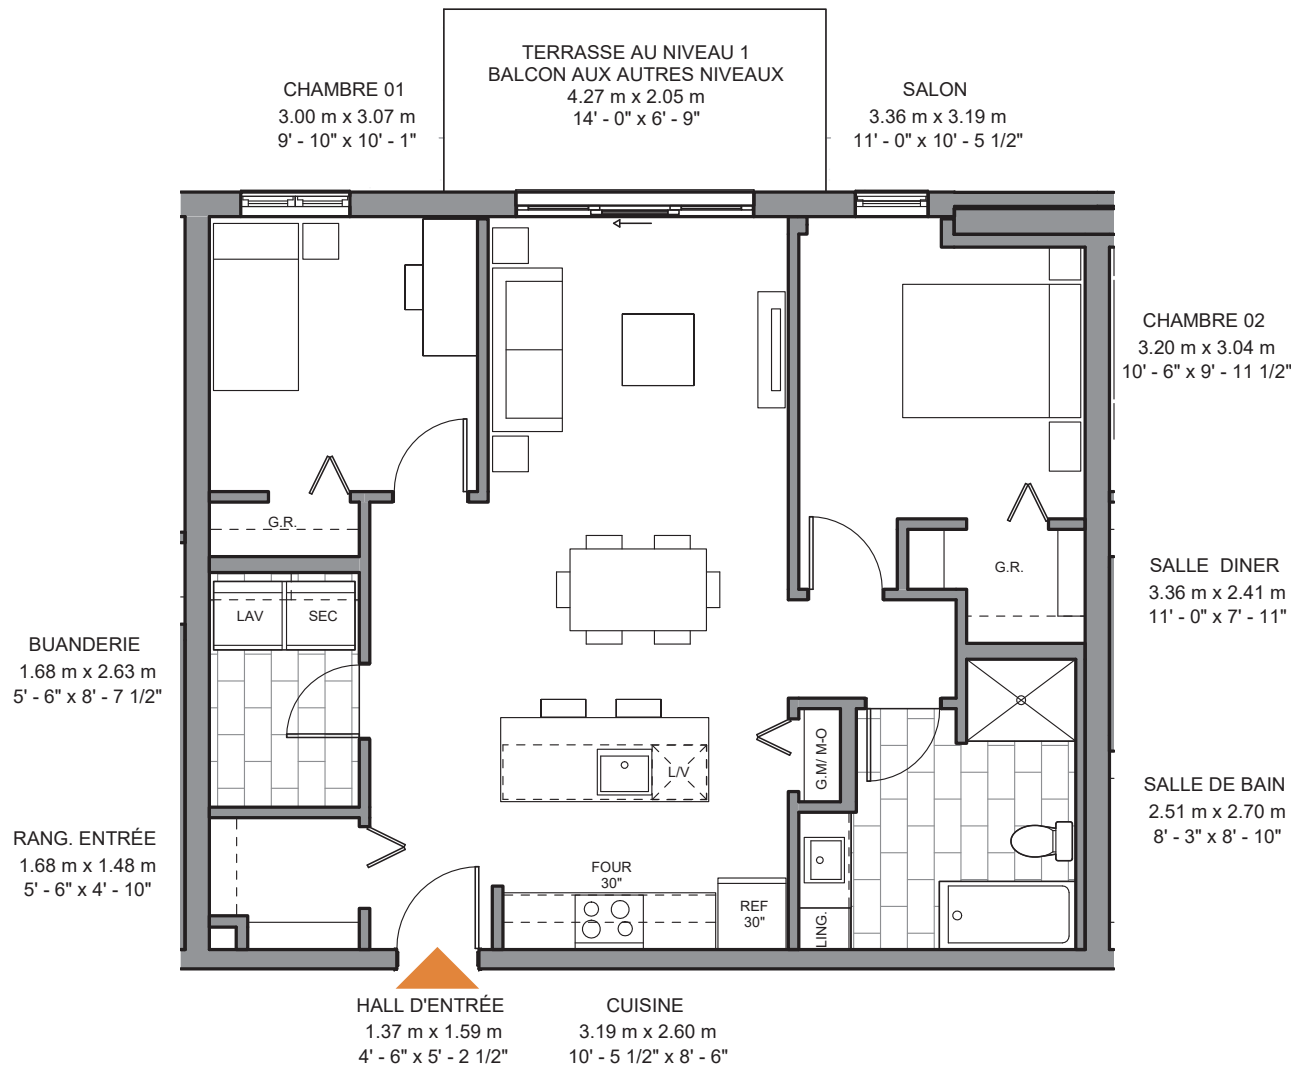 TERRASSE AU NIVEAU 1
BALCON AUX AUTRES NIVEAUX
4.27 m x 2.05 m
14' - 0" x 6' - 9"
CHAMBRE 01
3.00 m x 3.07 m
9' - 10" x 10' - 1"
SALON
3.36 m x 3.19 m
11' - 0" x 10' - 5 1/2"
CHAMBRE 02
3.20 m x 3.04 m
10' - 6" x 9' - 11 1/2"
G.R.
G.R.
SALLE  DINER
3.36 m x 2.41 m
11' - 0" x 7' - 11"
LAV
SEC
BUANDERIE
1.68 m x 2.63 m
5' - 6" x 8' - 7 1/2"
L/V
G.M/ M-O
SALLE DE BAIN
2.51 m x 2.70 m
8' - 3" x 8' - 10"
RANG. ENTRÉE
1.68 m x 1.48 m
5' - 6" x 4' - 10"
FOUR
30"
REF
30"
LING.
HALL D'ENTRÉE
1.37 m x 1.59 m
4' - 6" x 5' - 2 1/2"
CUISINE
3.19 m x 2.60 m
10' - 5 1/2" x 8' - 6"